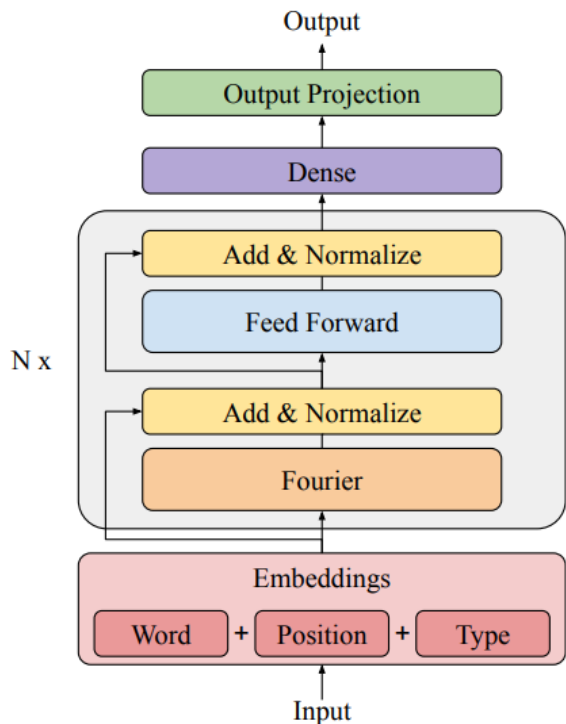 Output
Output Projection
Dense
Add & Normalize
Feed Forward
N x
Add & Normalize
Fourier
Embeddings
Word + Position + Type
Input